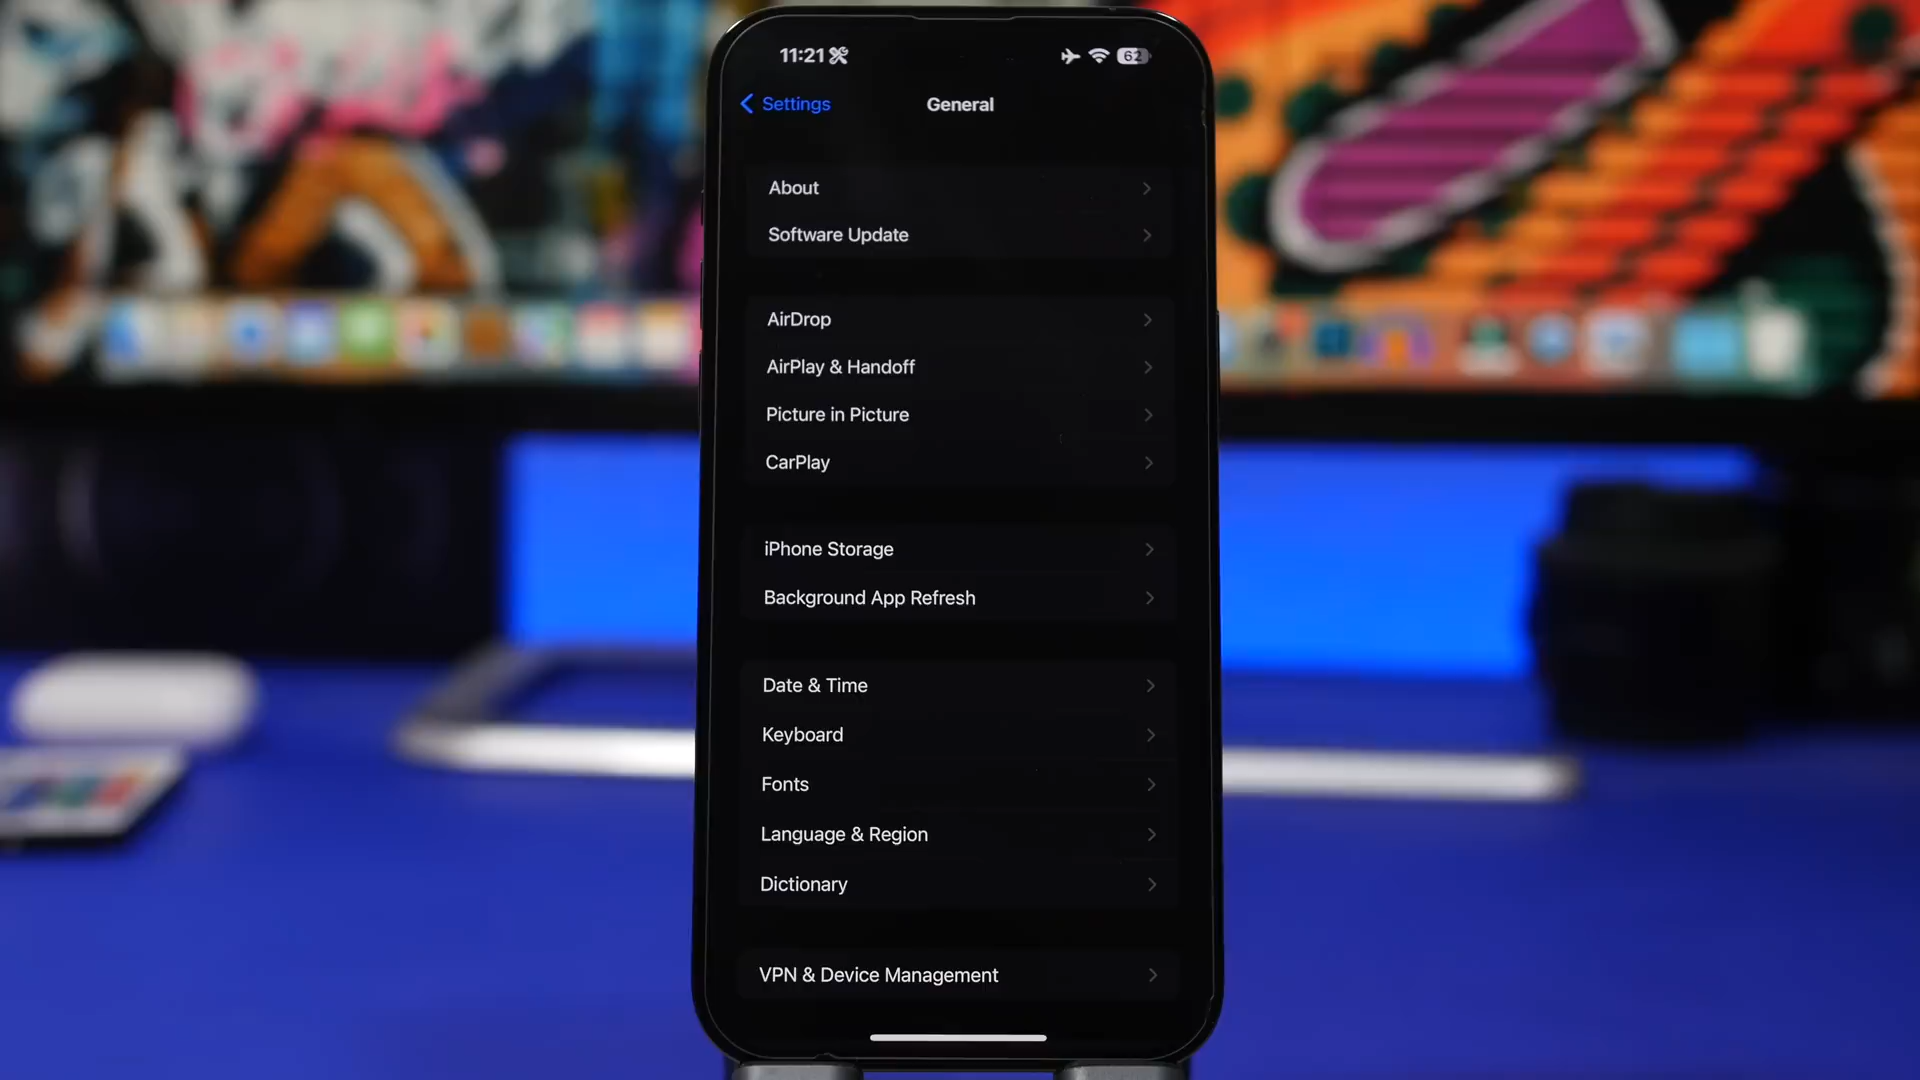 11:21
62
Settings
General
About
Software Update
AirDrop
AirPlay & Handoff
Picture in Picture
CarPlay
iPhone Storage
Background App Refresh
Date & Time
Keyboard
Fonts
Language & Region
Dictionary
VPN & Device Management